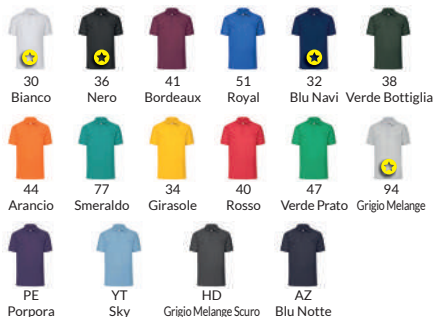 30 36 41 51 32 38
Bianco Nero Bordeaux Royal Blu Navi Verde Bottiglia
44 77 34 40 47 94
Arancio Smeraldo Girasole Rosso Verde Prato Grigio Melange
PE YT HD AZ
Porpora Sky Grigio Melange Scuro Blu Notte